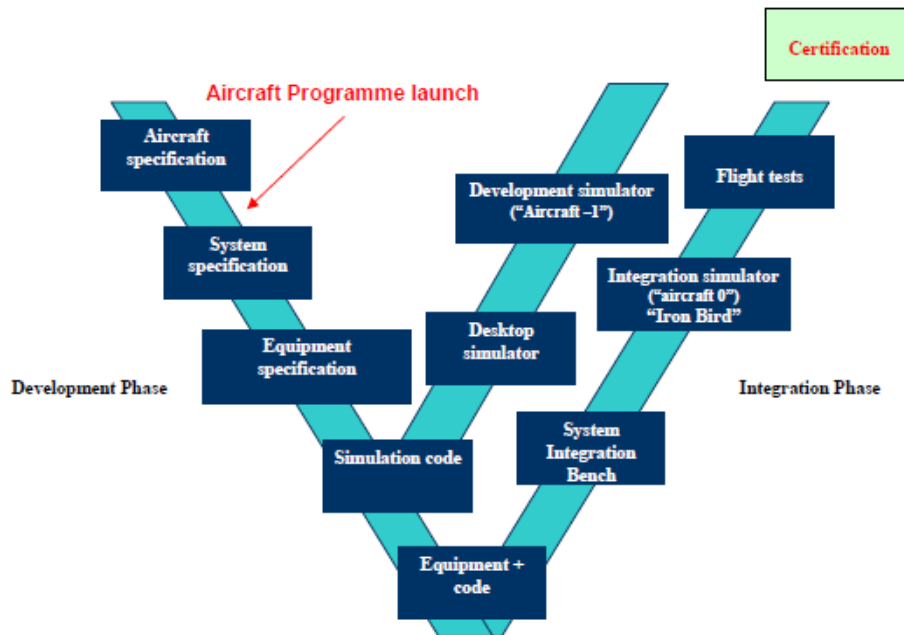 Certification
Aircraft Programme launch
Aircraft
specification
Flight tests
Development simulator
(“Aircraft –1”)
System
specification
Integration simulator
(“aircraft 0”)
“Iron Bird”
Desktop
simulator
Equipment
specification
Development Phase
Integration Phase
System
Integration
Bench
Simulation code
Equipment +
code